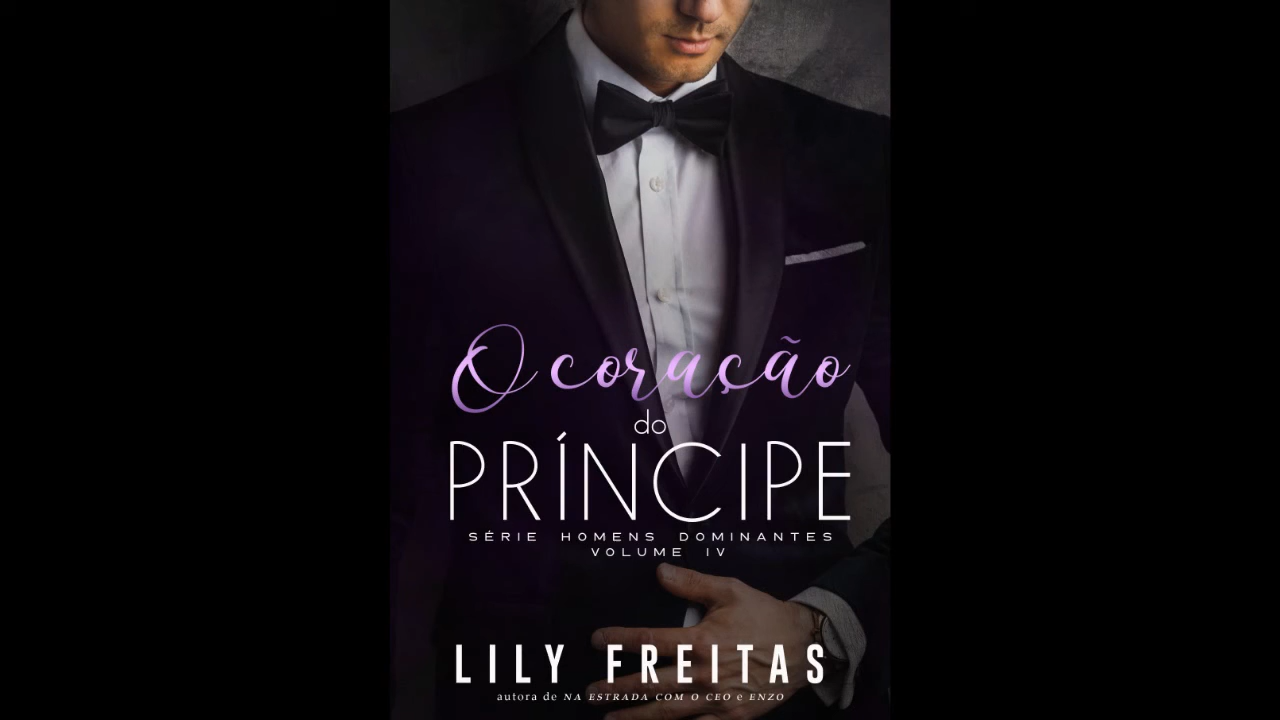 O coração
do
PRÍNCIPE
SÉRIE HOMENS DOMINANTES
VOLUME IV
LILY FREITAS
autora de NA ESTRADA COM O CEO e ENZO